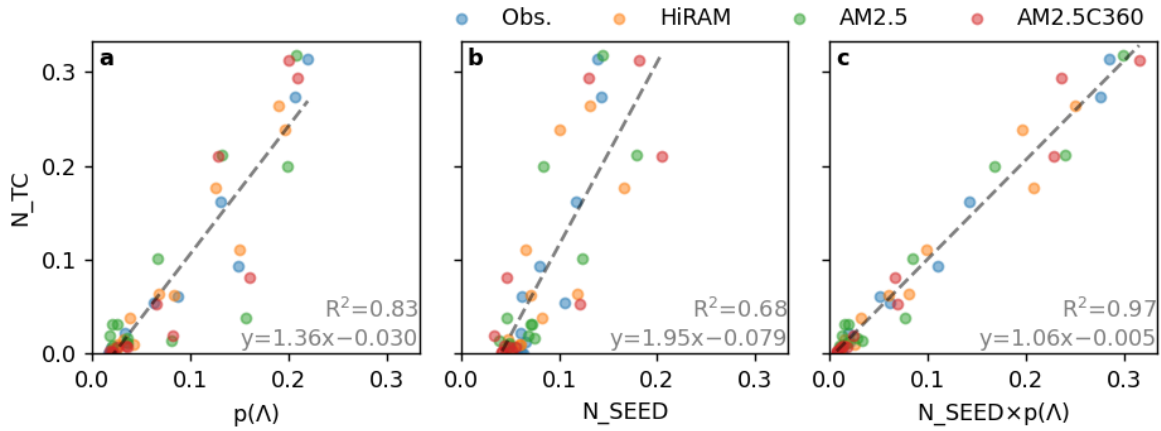 Obs. HiRAM AM2.5 AM2.5C360
a b c
N_TC
0.3
0.2
0.1
0.0
R²=0.83
y=1.36x−0.030
R²=0.68
y=1.95x−0.079
R²=0.97
y=1.06x−0.005
0.0 0.1 0.2 0.3
0.0 0.1 0.2 0.3
0.0 0.1 0.2 0.3
p(Λ)
N_SEED
N_SEED×p(Λ)